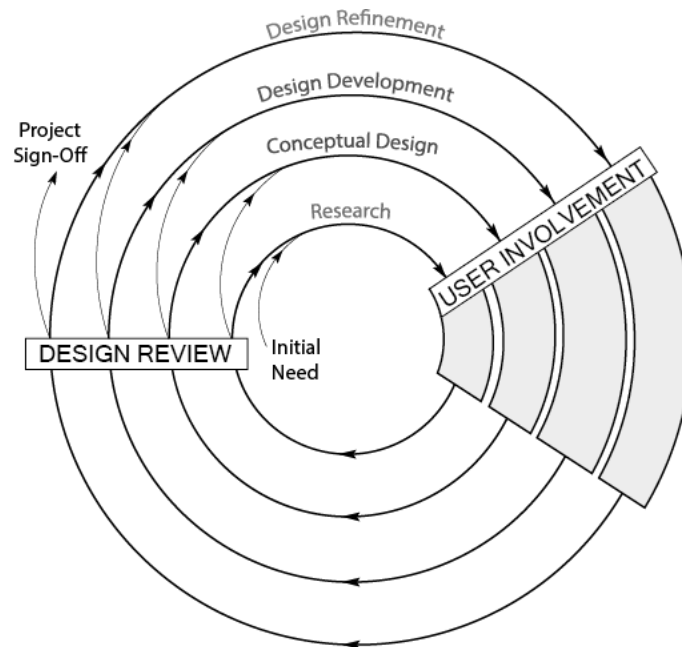 Design Refinement
Design Development
Conceptual Design
Research
Project
Sign-Off
USER INVOLVEMENT
DESIGN REVIEW
Initial
Need